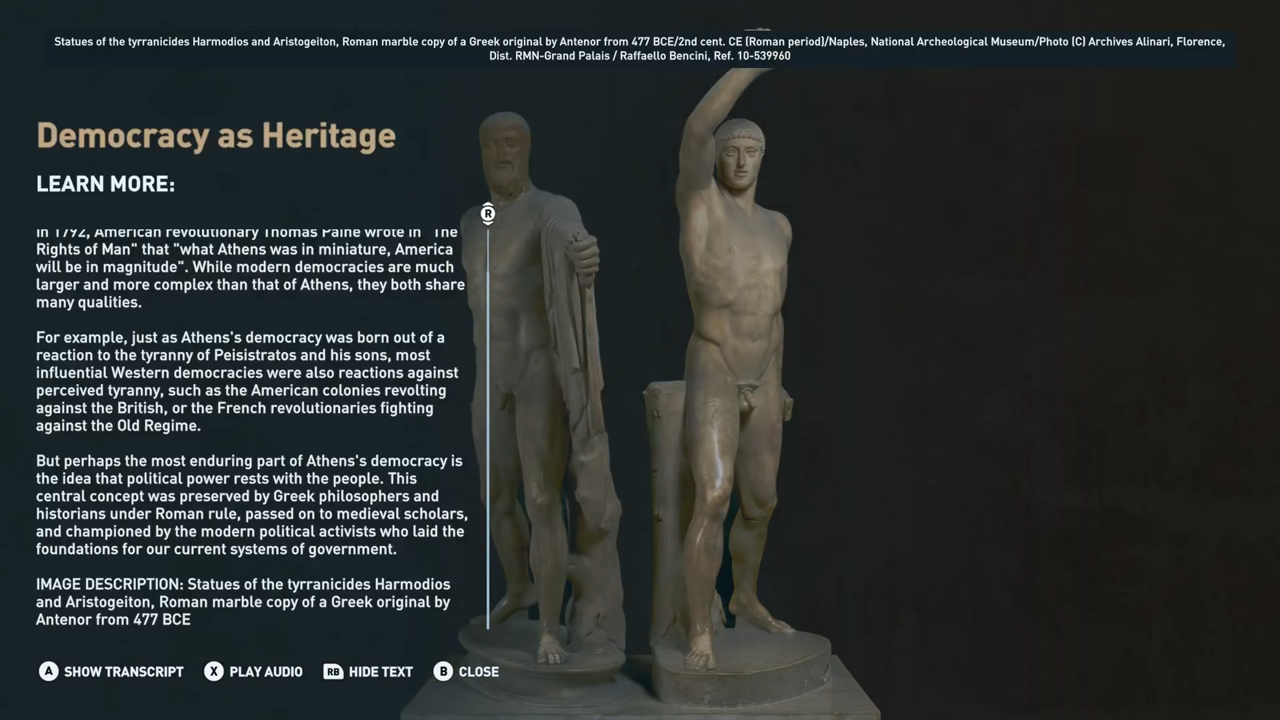 Statues of the tyrranicides Harmodios and Aristogeiton, Roman marble copy of a Greek original by Antenor from 477 BCE/2nd cent. CE (Roman period)/Naples, National Archeological Museum/Photo (C) Archives Alinari, Florence,
Dist. RMN-Grand Palais / Raffaello Bencini, Ref. 10-539960
Democracy as Heritage
LEARN MORE:
In 1792, American revolutionary Thomas Paine wrote in "The
Rights of Man" that "what Athens was in miniature, America
will be in magnitude". While modern democracies are much
larger and more complex than that of Athens, they both share
many qualities.
For example, just as Athens's democracy was born out of a
reaction to the tyranny of Peisistratos and his sons, most
influential Western democracies were also reactions against
perceived tyranny, such as the American colonies revolting
against the British, or the French revolutionaries fighting
against the Old Regime.
But perhaps the most enduring part of Athens's democracy is
the idea that political power rests with the people. This
central concept was preserved by Greek philosophers and
historians under Roman rule, passed on to medieval scholars,
and championed by the modern political activists who laid the
foundations for our current systems of government.
IMAGE DESCRIPTION: Statues of the tyrranicides Harmodios
and Aristogeiton, Roman marble copy of a Greek original by
Antenor from 477 BCE
R
A SHOW TRANSCRIPT X PLAY AUDIO RB HIDE TEXT B CLOSE